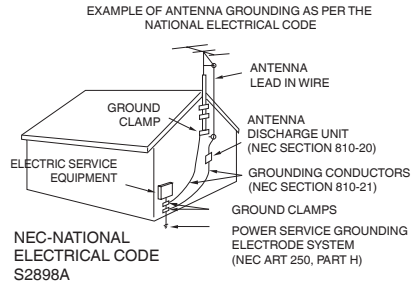 EXAMPLE OF ANTENNA GROUNDING AS PER THE
NATIONAL ELECTRICAL CODE
ANTENNA
LEAD IN WIRE
GROUND
CLAMP
ANTENNA
DISCHARGE UNIT
(NEC SECTION 810-20)
ELECTRIC SERVICE
EQUIPMENT
GROUNDING CONDUCTORS
(NEC SECTION 810-21)
GROUND CLAMPS
POWER SERVICE GROUNDING
ELECTRODE SYSTEM
(NEC ART 250, PART H)
NEC-NATIONAL
ELECTRICAL CODE
S2898A